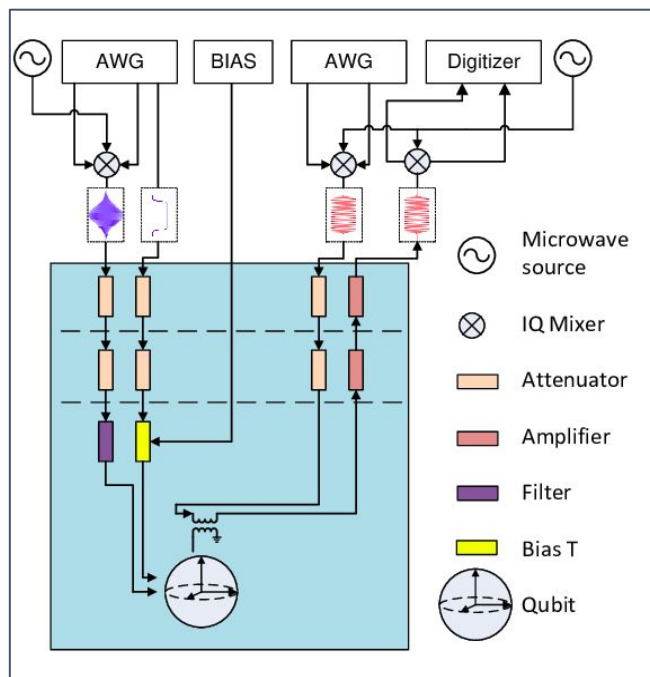 AWG
BIAS
AWG
Digitizer
Microwave
source
IQ Mixer
Attenuator
Amplifier
Filter
Bias T
Qubit